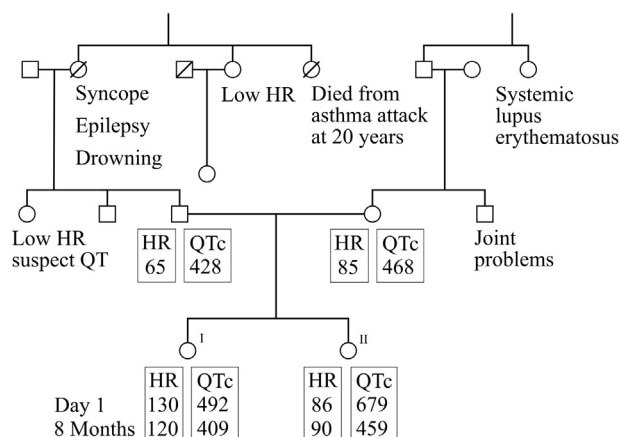 Syncope
Epilepsy
Drowning
Low HR
Died from
asthma attack
at 20 years
Systemic
lupus
erythematosus
Low HR
suspect QT
HR QTc
65 428
HR QTc
85 468
Joint
problems
I
II
HR QTc HR QTc
Day 1 130 492 86 679
8 Months 120 409 90 459